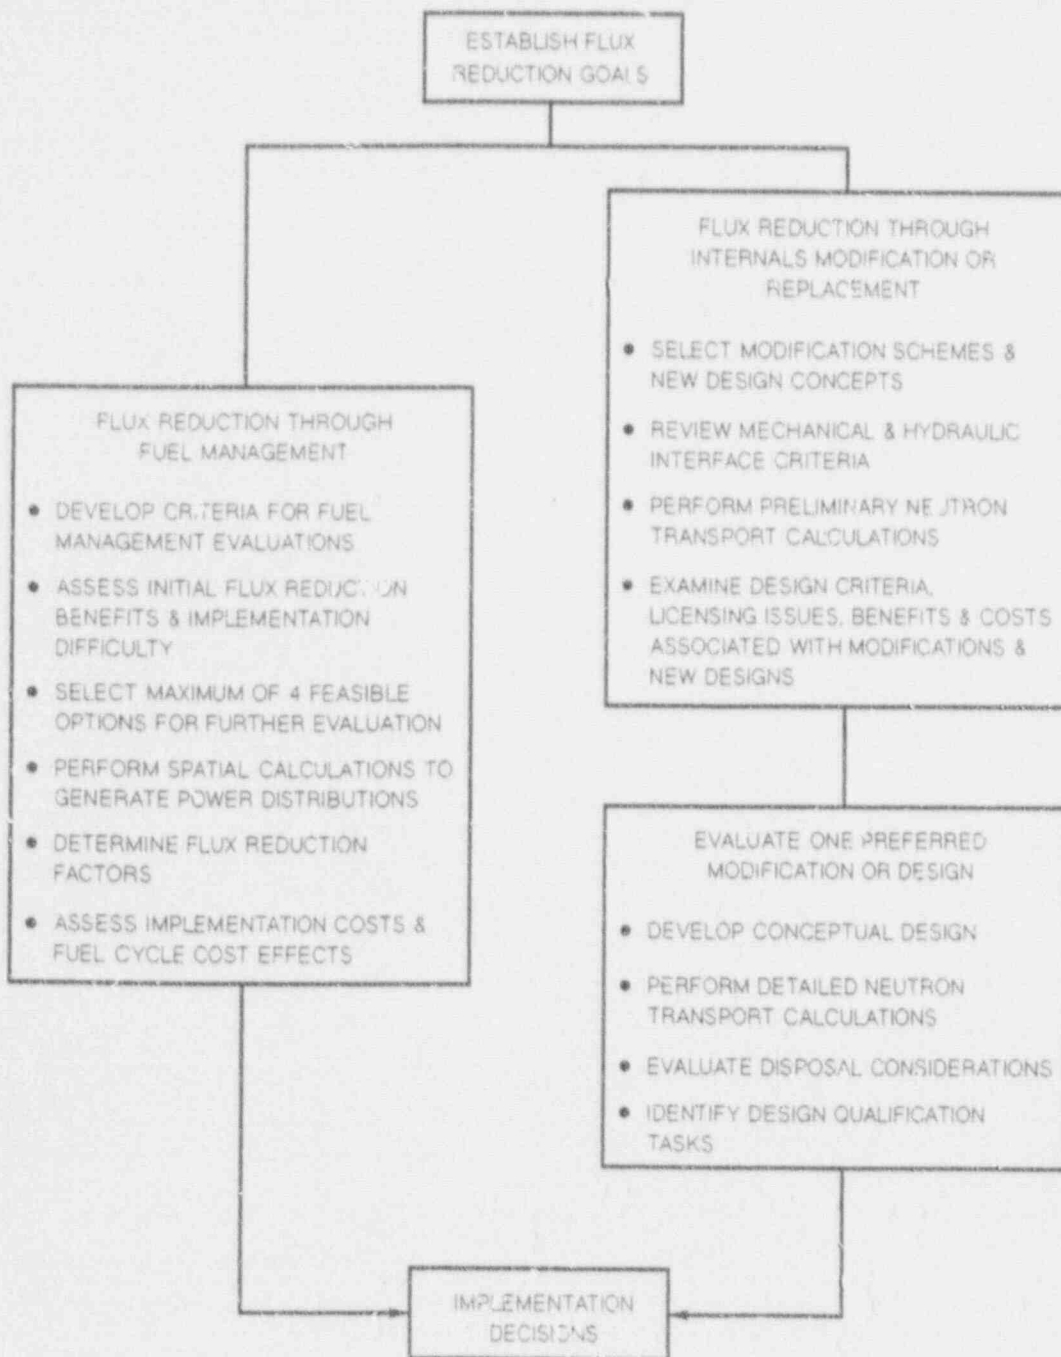 ESTABLISH FLUX
REDUCTION GOALS
FLUX REDUCTION THROUGH
FUEL MANAGEMENT
• DEVELOP CRITERIA FOR FUEL
MANAGEMENT EVALUATIONS
• ASSESS INITIAL FLUX REDUCTION
BENEFITS & IMPLEMENTATION
DIFFICULTY
• SELECT MAXIMUM OF 4 FEASIBLE
OPTIONS FOR FURTHER EVALUATION
• PERFORM SPATIAL CALCULATIONS TO
GENERATE POWER DISTRIBUTIONS
• DETERMINE FLUX REDUCTION
FACTORS
• ASSESS IMPLEMENTATION COSTS &
FUEL CYCLE COST EFFECTS
FLUX REDUCTION THROUGH
INTERNALS MODIFICATION OR
REPLACEMENT
• SELECT MODIFICATION SCHEMES &
NEW DESIGN CONCEPTS
• REVIEW MECHANICAL & HYDRAULIC
INTERFACE CRITERIA
• PERFORM PRELIMINARY NEUTRON
TRANSPORT CALCULATIONS
• EXAMINE DESIGN CRITERIA,
LICENSING ISSUES, BENEFITS & COSTS
ASSOCIATED WITH MODIFICATIONS &
NEW DESIGNS
EVALUATE ONE PREFERRED
MODIFICATION OR DESIGN
• DEVELOP CONCEPTUAL DESIGN
• PERFORM DETAILED NEUTRON
TRANSPORT CALCULATIONS
• EVALUATE DISPOSAL CONSIDERATIONS
• IDENTIFY DESIGN QUALIFICATION
TASKS
IMPLEMENTATION
DECISIONS